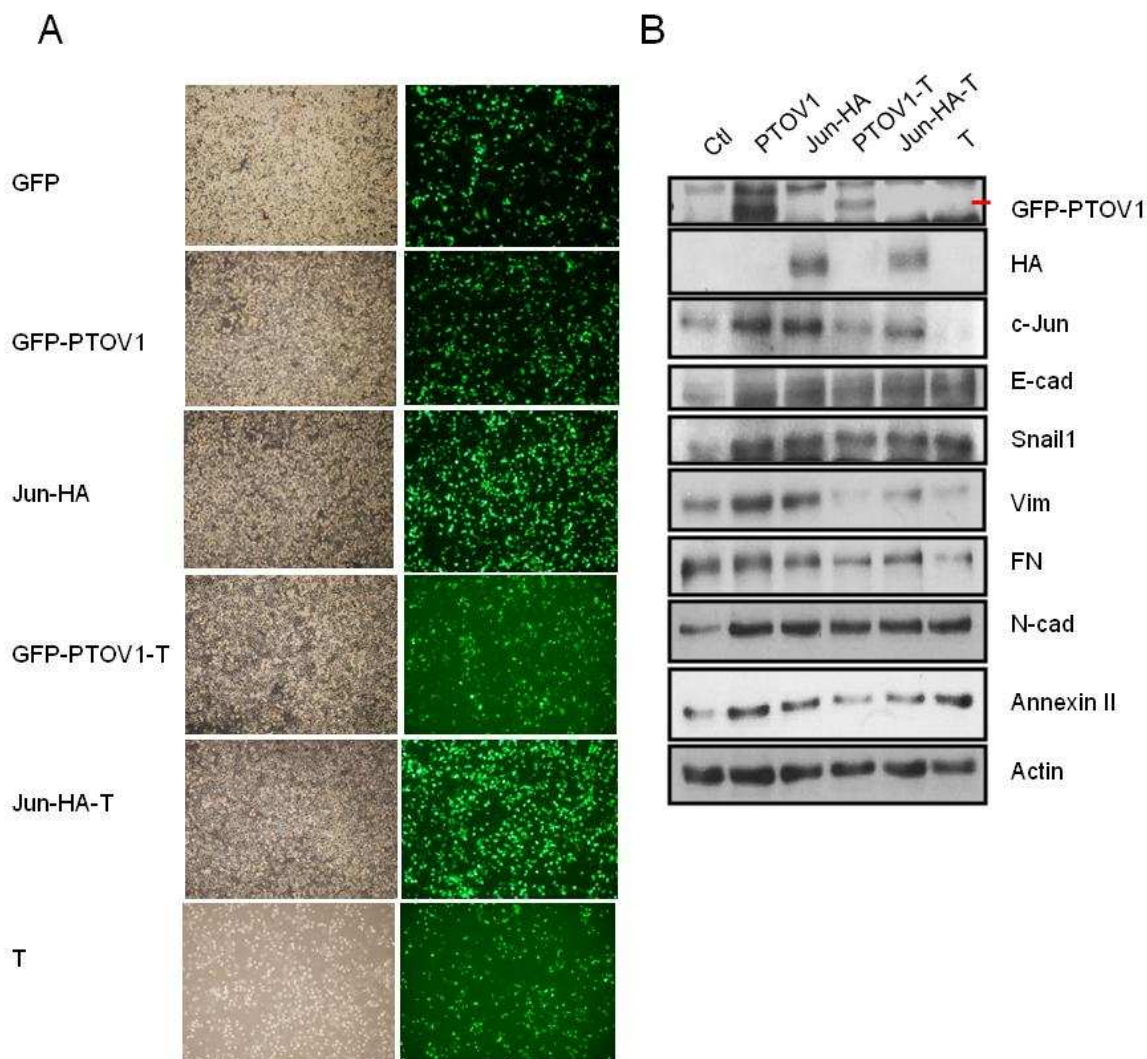 A
GFP
GFP-PTOV1
Jun-HA
GFP-PTOV1-T
Jun-HA-T
T
B
Ctl
PTOV1
Jun-HA
PTOV1-T
Jun-HA-T
T
GFP-PTOV1
HA
c-Jun
E-cad
Snail1
Vim
FN
N-cad
Annexin II
Actin